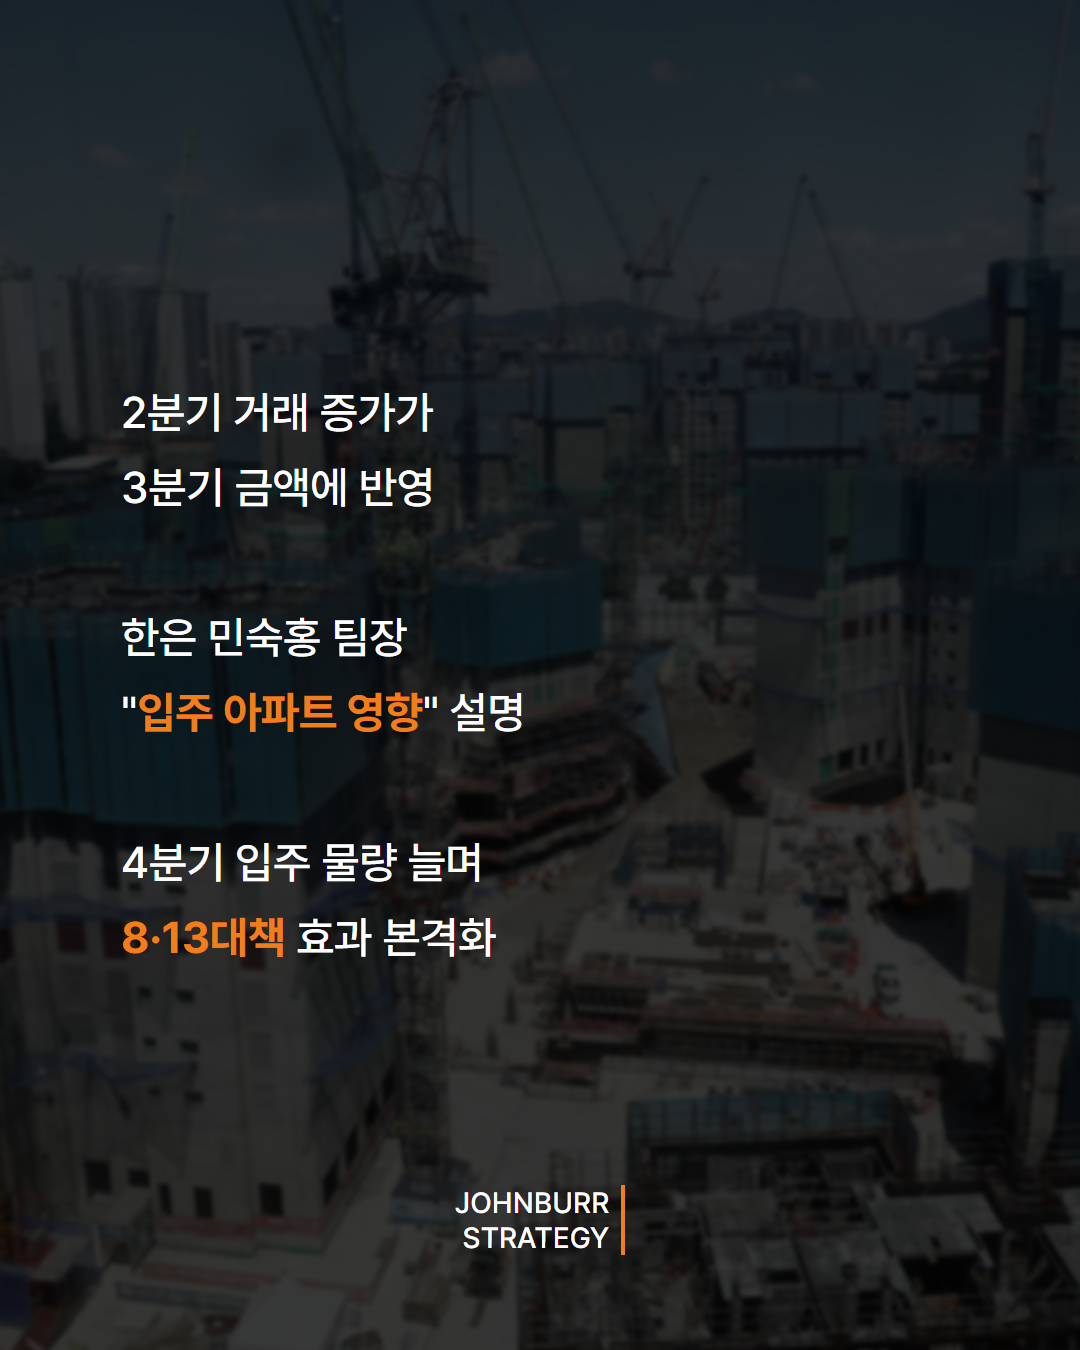 2분기 거래 증가가
3분기 금액에 반영
한은 민숙홍 팀장
"입주 아파트 영향" 설명
4분기 입주 물량 늘며
8·13대책 효과 본격화
JOHNBURR
STRATEGY